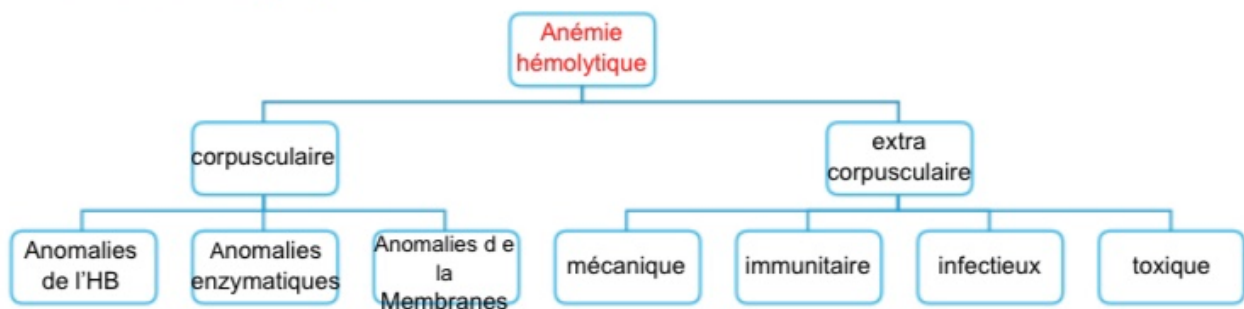 Anémie
hémolytique
corpusculaire
extra
corpusculaire
Anomalies
de l'HB
Anomalies
enzymatiques
Anomalies d e
la
Membranes
mécanique
immunitaire
infectieux
toxique